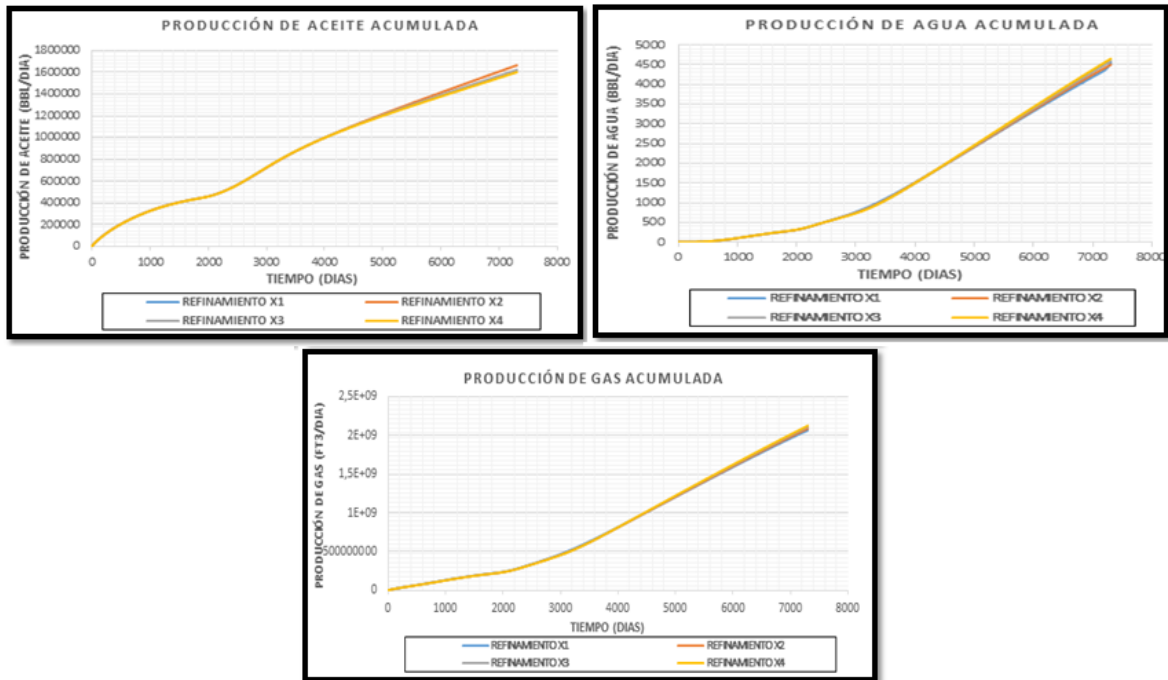 PRODUCCIÓN DE ACEITE ACUMULADA
PRODUCCIÓN DE ACEITE (BBL/DIA)
1800000
1600000
1400000
1200000
1000000
800000
600000
400000
200000
0
0 1000 2000 3000 4000 5000 6000 7000 8000
TIEMPO (DIAS)
REFINAMIENTO X1 REFINAMIENTO X2
REFINAMIENTO X3 REFINAMIENTO X4
PRODUCCIÓN DE AGUA ACUMULADA
PRODUCCIÓN DE AGUA (BBL/DIA)
5000
4500
4000
3500
3000
2500
2000
1500
1000
500
0
0 1000 2000 3000 4000 5000 6000 7000 8000
TIEMPO (DIAS)
REFINAMIENTO X1 REFINAMIENTO X2
REFINAMIENTO X3 REFINAMIENTO X4
PRODUCCIÓN DE GAS ACUMULADA
PRODUCCIÓN DE GAS (FT3/DIA)
2,5E+09
2E+09
1,5E+09
1E+09
500000000
0
0 1000 2000 3000 4000 5000 6000 7000 8000
TIEMPO (DIAS)
REFINAMIENTO X1 REFINAMIENTO X2
REFINAMIENTO X3 REFINAMIENTO X4